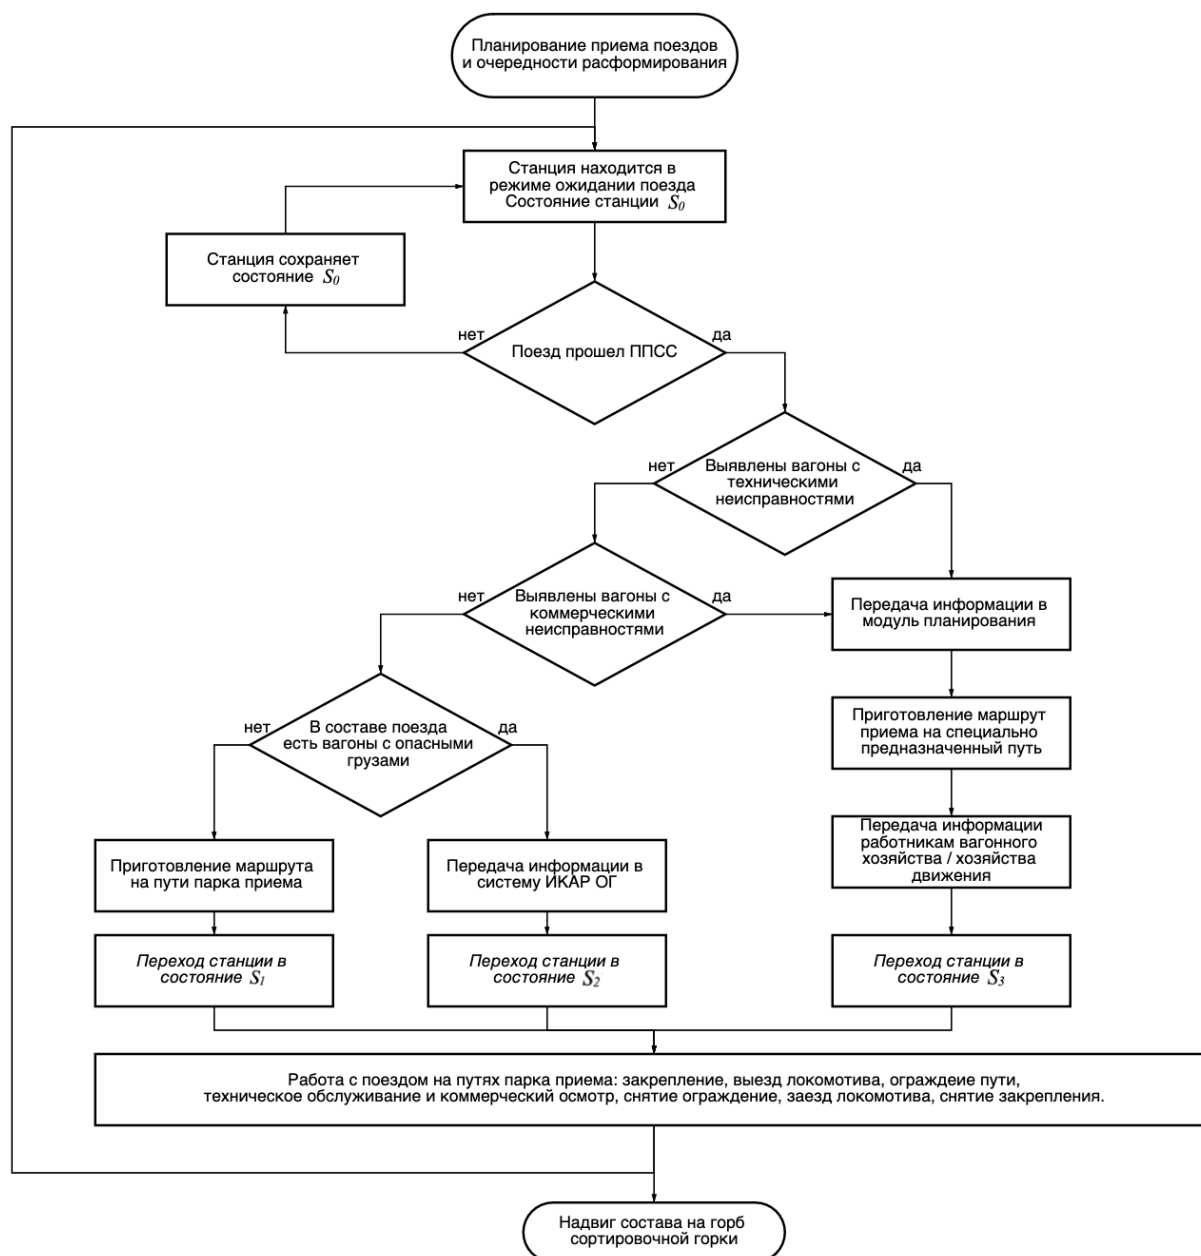 Планирование приема поездов
и очередности расформирования
Станция находится в
режиме ожидании поезда
Состояние станции S₀
Станция сохраняет
состояние S₀
нет
Поезд прошел ППСС
да
нет
Выявлены вагоны с
техническими
неисправностями
да
нет
Выявлены вагоны с
коммерческими
неисправностями
да
Передача информации в
модуль планирования
нет
В составе поезда
есть вагоны с опасными
грузами
да
Приготовление маршрут
приема на специально
предназначенный путь
Приготовление маршрута
на пути парка приема
Передача информации в
систему ИКАР ОГ
Передача информации
работникам вагонного
хозяйства / хозяйства
движения
Переход станции в
состояние S₁
Переход станции в
состояние S₂
Переход станции в
состояние S₃
Работа с поездом на путях парка приема: закрепление, выезд локомотива, ограждеие пути,
техническое обслуживание и коммерческий осмотр, снятие ограждение, заезд локомотива, снятие закрепления.
Надвиг состава на горб
сортировочной горки